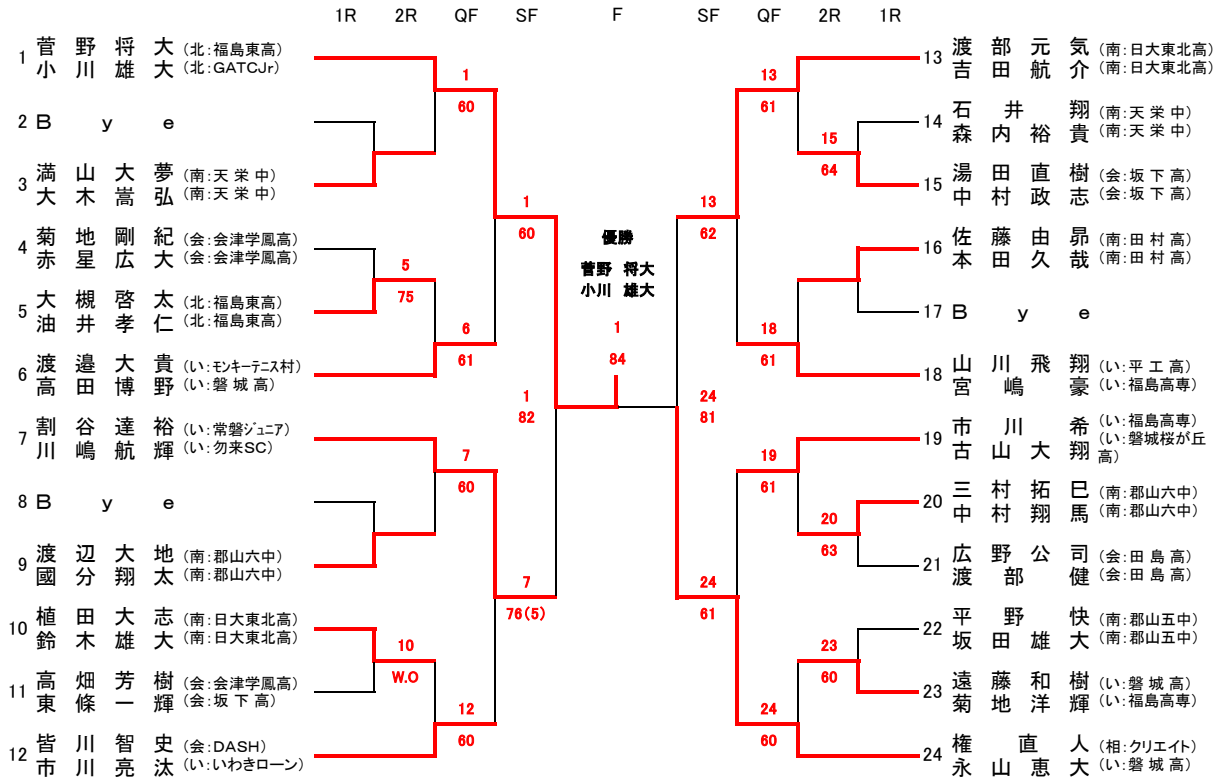 1R 2R QF SF F SF QF 2R 1R
1 菅野将大 (北:福島東高)
小川雄大 (北:GATCJr)
2 Bye
3 満山大夢 (南:天栄中)
大木嵩弘 (南:天栄中)
4 菊地剛紀 (会:会津学鳳高)
赤星広大 (会:会津学鳳高)
5 大槻啓太 (北:福島東高)
油井孝仁 (北:福島東高)
6 渡邉大貴 (い:モンキーテニス村)
高田博野 (い:磐城高)
7 割谷達裕 (い:常磐ジュニア)
川嶋航輝 (い:勿来SC)
8 Bye
9 渡辺大地 (南:郡山六中)
國分翔太 (南:郡山六中)
10 植田大志 (南:日大東北高)
鈴木雄大 (南:日大東北高)
11 高畑芳樹 (会:会津学鳳高)
東條一輝 (会:坂下高)
12 皆川智史 (会:DASH)
市川亮汰 (い:いわきローン)
5
75
10
W.O
1
60
6
61
7
60
12
60
1
60
7
76(5)
1
82
優勝
菅野 将大
小川 雄大
1
84
24
81
13
62
24
61
13
61
18
61
19
61
24
60
15
64
20
63
23
60
13 渡部元気 (南:日大東北高)
吉田航介 (南:日大東北高)
14 石井翔 (南:天栄中)
森内裕貴 (南:天栄中)
15 湯田直樹 (会:坂下高)
中村政志 (会:坂下高)
16 佐藤由昴 (南:田村高)
本田久哉 (南:田村高)
17 Bye
18 山川飛翔 (い:平工高)
宮嶋豪 (い:福島高専)
19 市川希 (い:福島高専)
古山大翔 (い:磐城桜が丘
高)
20 三村拓巳 (南:郡山六中)
中村翔馬 (南:郡山六中)
21 広野公司 (会:田島高)
渡部健 (会:田島高)
22 平野快 (南:郡山五中)
坂田雄大 (南:郡山五中)
23 遠藤和樹 (い:磐城高)
菊地洋輝 (い:福島高専)
24 権直人 (相:クリエイト)
永山恵大 (い:磐城高)